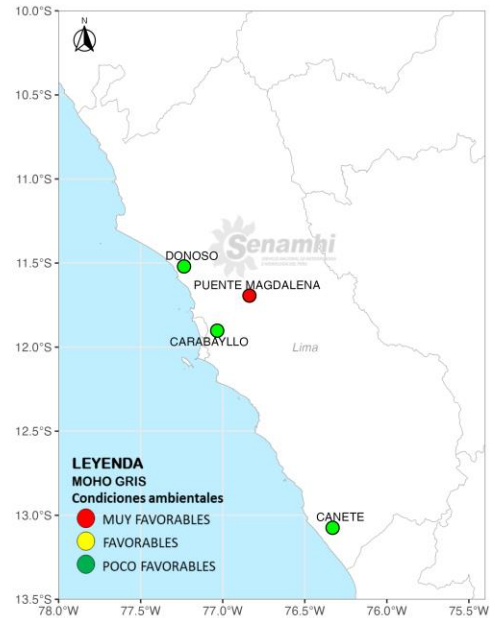 10.0°S
N
10.5°S
11.0°S
11.5°S
12.0°S
12.5°S
13.0°S
13.5°S
DONOSO
Senamhi
PUENTE MAGDALENA
CARABAYLLO
Lima
CANETE
LEYENDA
MOHO GRIS
Condiciones ambientales
MUY FAVORABLES
FAVORABLES
POCO FAVORABLES
78.0°W 77.5°W 77.0°W 76.5°W 76.0°W 75.5°W